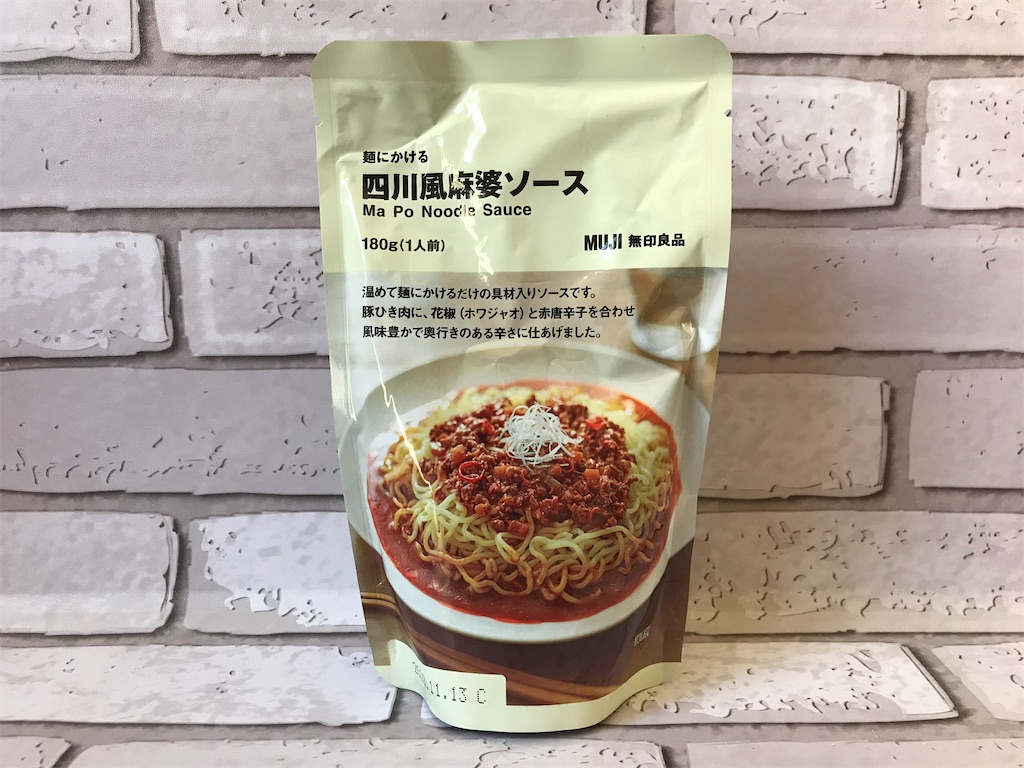 麺にかける
四川風麻婆ソース
Ma Po Noodle Sauce
180g(1人前)
MUJI 無印良品
温めて麺にかけるだけの具材入りソースです。
豚ひき肉に、花椒(ホワジャオ)と赤唐辛子を合わせ
風味豊かで奥行きのある辛さに仕あげました。
11.13 C